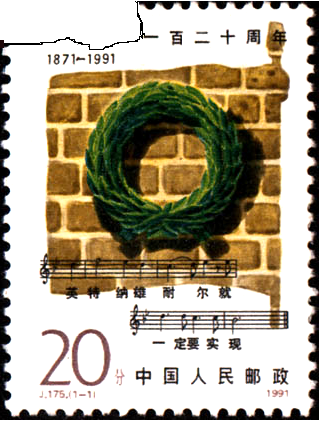 一百二十周年
1871-1991
英特纳雄耐尔就
一定要实现
20分
中国人民邮政
J.175.(1-1)
1991